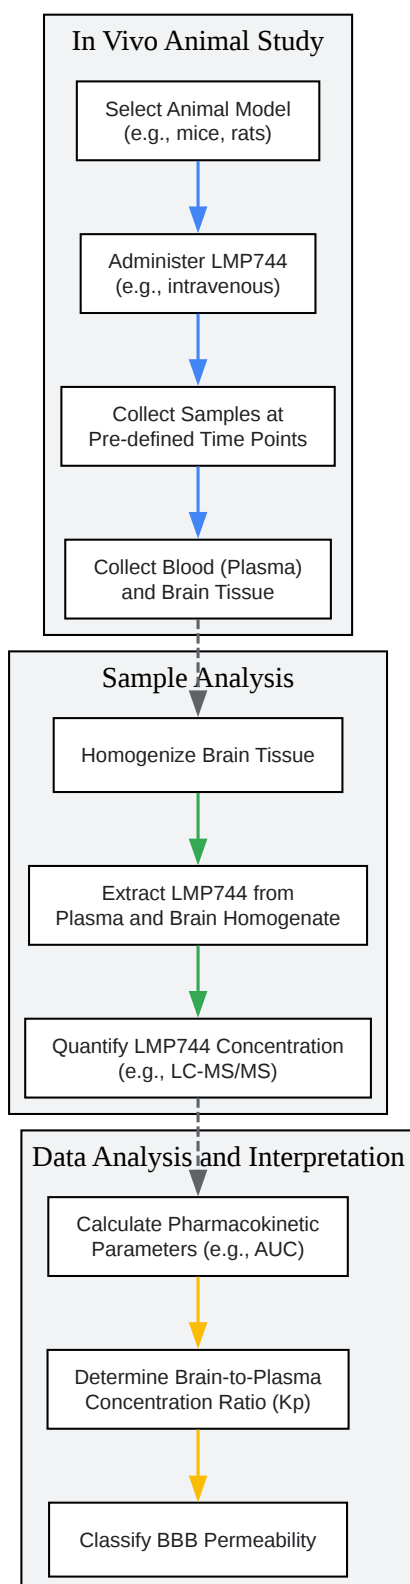 In Vivo Animal Study
Select Animal Model
(e.g., mice, rats)
Administer LMP744
(e.g., intravenous)
Collect Samples at
Pre-defined Time Points
Collect Blood (Plasma)
and Brain Tissue
Sample Analysis
Homogenize Brain Tissue
Extract LMP744 from
Plasma and Brain Homogenate
Quantify LMP744 Concentration
(e.g., LC-MS/MS)
Data Analysis and Interpretation
Calculate Pharmacokinetic
Parameters (e.g., AUC)
Determine Brain-to-Plasma
Concentration Ratio (Kp)
Classify BBB Permeability